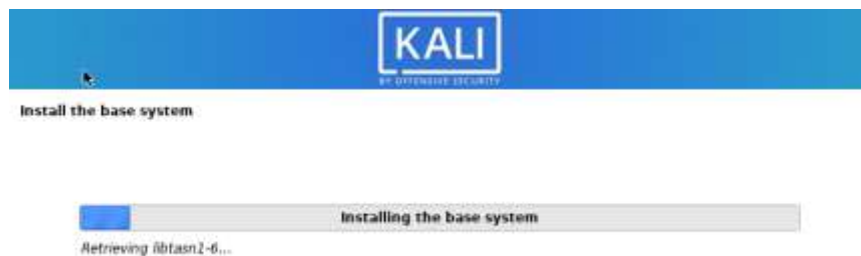 KALI
BY OFFENSIVE SECURITY
Install the base system
Installing the base system
Retrieving libtasn1-6...